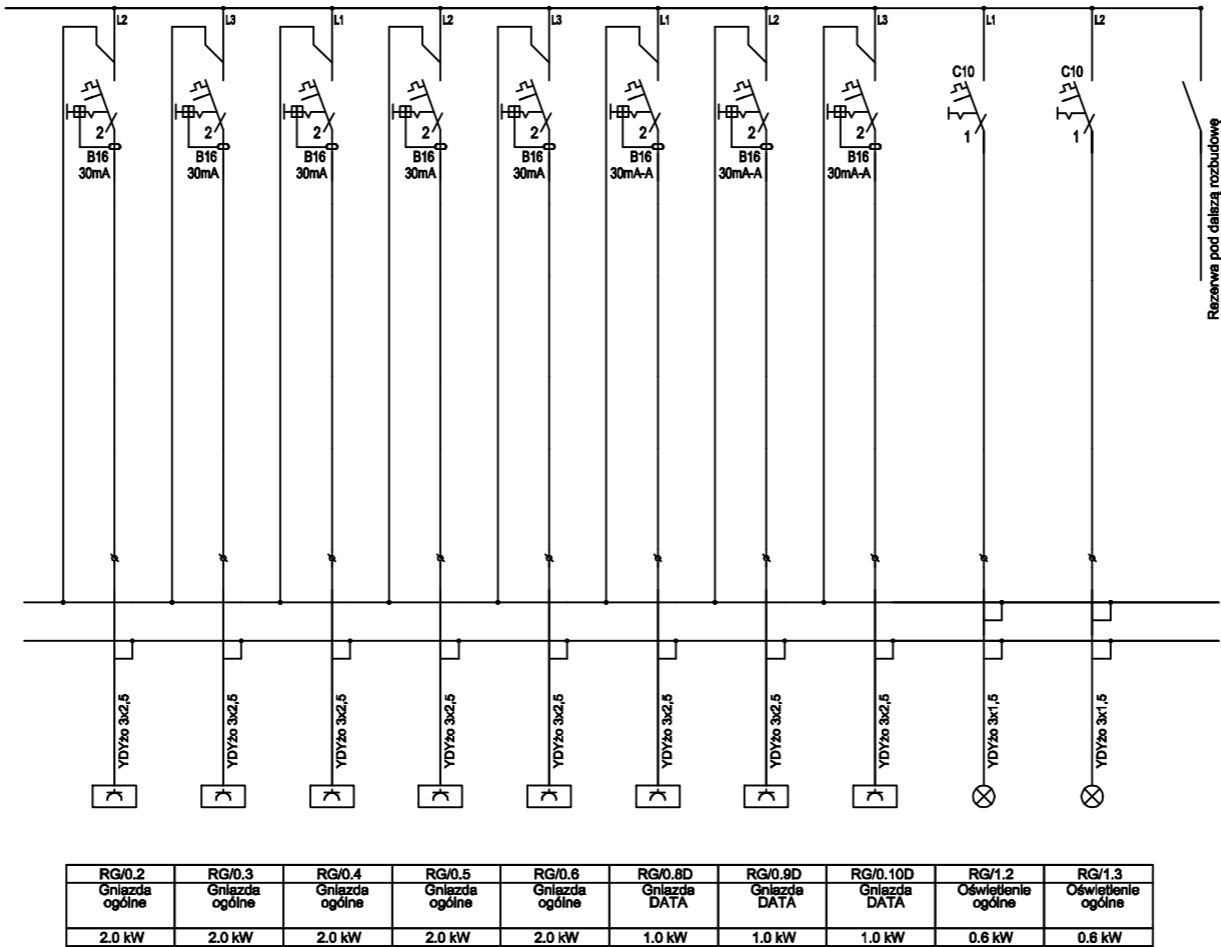 L2 L3 L1 L2 L3 L1 L2 L3 L1 L2
C10 C10
2 2 2 2 2 2 2 2 1 1
B16 B16 B16 B16 B16 B16 B16 B16
30mA 30mA 30mA 30mA 30mA 30mA-A 30mA-A 30mA-A
Rezerwa pod dalszą rozbudowę
YDYżo 3x2,5
YDYżo 3x2,5
YDYżo 3x2,5
YDYżo 3x2,5
YDYżo 3x2,5
YDYżo 3x2,5
YDYżo 3x2,5
YDYżo 3x2,5
YDYżo 3x1,5
YDYżo 3x1,5
RG/0.2 RG/0.3 RG/0.4 RG/0.5 RG/0.6 RG/0.8D RG/0.9D RG/0.10D RG/1.2 RG/1.3
Gniazda Gniazda Gniazda Gniazda Gniazda Gniazda Gniazda Gniazda Oświetlenie Oświetlenie
ogólne ogólne ogólne ogólne ogólne DATA DATA DATA ogólne ogólne
2.0 kW 2.0 kW 2.0 kW 2.0 kW 2.0 kW 1.0 kW 1.0 kW 1.0 kW 0.6 kW 0.6 kW